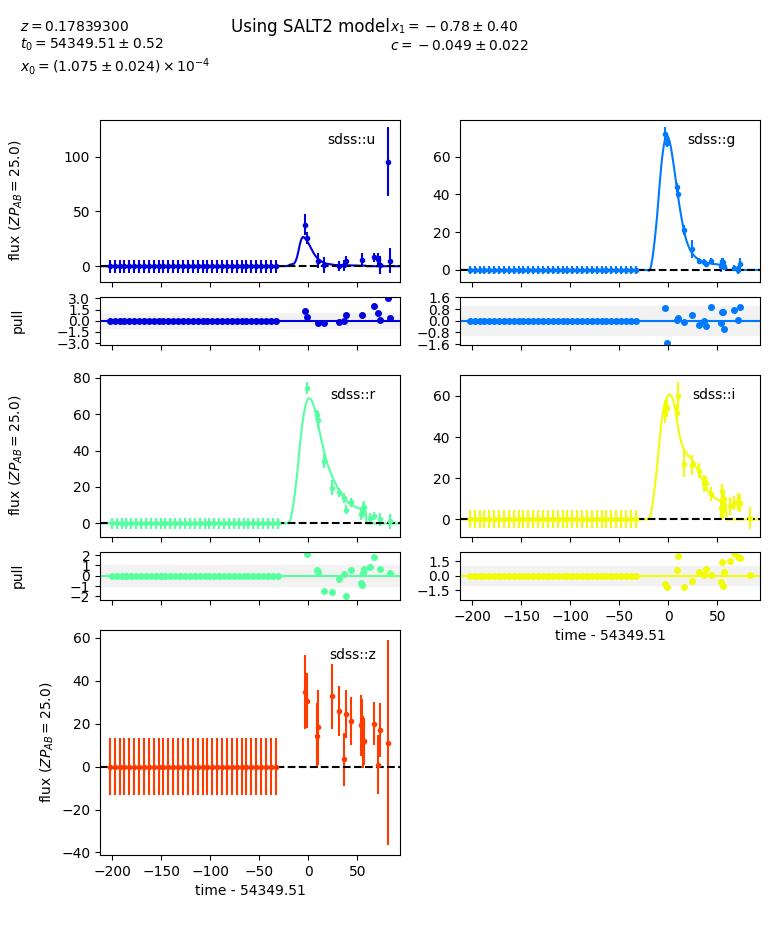 z = 0.17839300
Using SALT2 model
x₁ = −0.78 ± 0.40
t₀ = 54349.51 ± 0.52
c = −0.049 ± 0.022
x₀ = (1.075 ± 0.024) × 10⁻⁴
sdss::u
flux (ZP_AB = 25.0)
100
50
0
sdss::g
60
40
20
0
pull
3.0
1.5
0.0
−1.5
−3.0
1.6
0.8
0.0
−0.8
−1.6
sdss::r
flux (ZP_AB = 25.0)
80
60
40
20
0
sdss::i
60
40
20
0
pull
2
1
0
−1
−2
1.5
0.0
−1.5
−200 −150 −100 −50 0 50
time - 54349.51
sdss::z
flux (ZP_AB = 25.0)
60
40
20
0
−20
−40
−200 −150 −100 −50 0 50
time - 54349.51